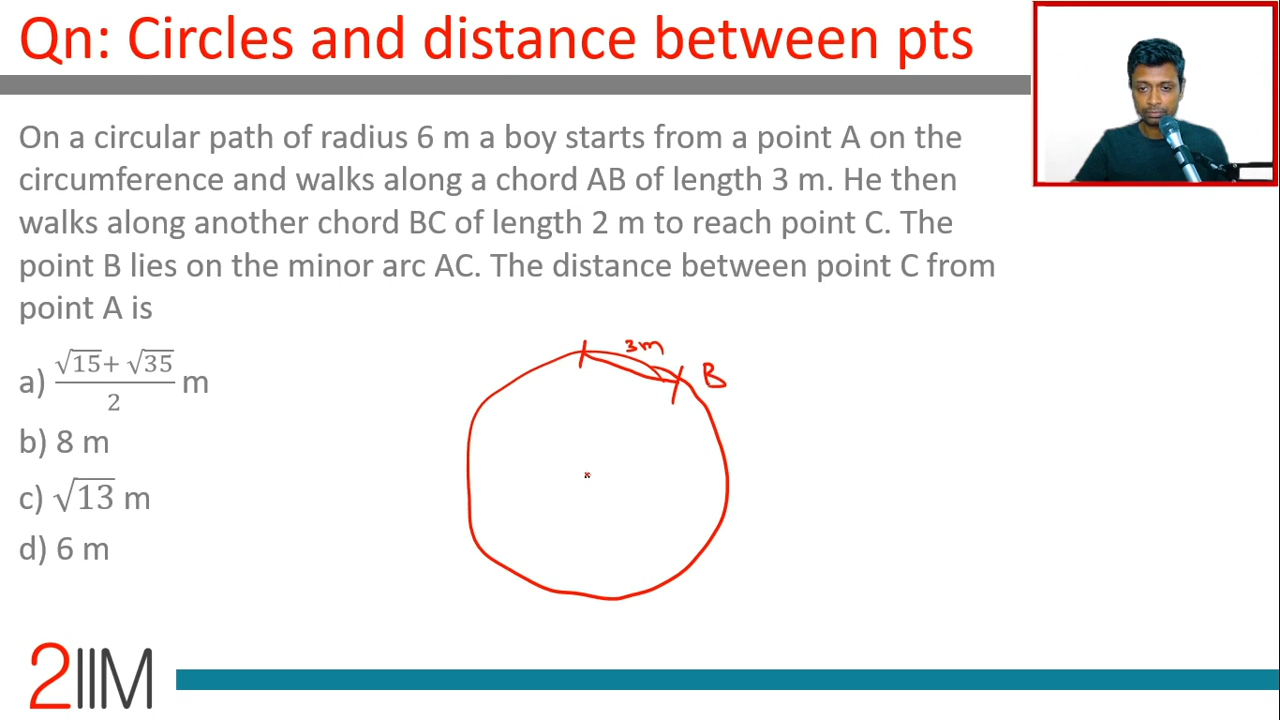 Qn: Circles and distance between pts
On a circular path of radius 6 m a boy starts from a point A on the
circumference and walks along a chord AB of length 3 m. He then
walks along another chord BC of length 2 m to reach point C. The
point B lies on the minor arc AC. The distance between point C from
point A is
a) (√15 + √35)/2 m
b) 8 m
c) √13 m
d) 6 m
3m
B
2IIM